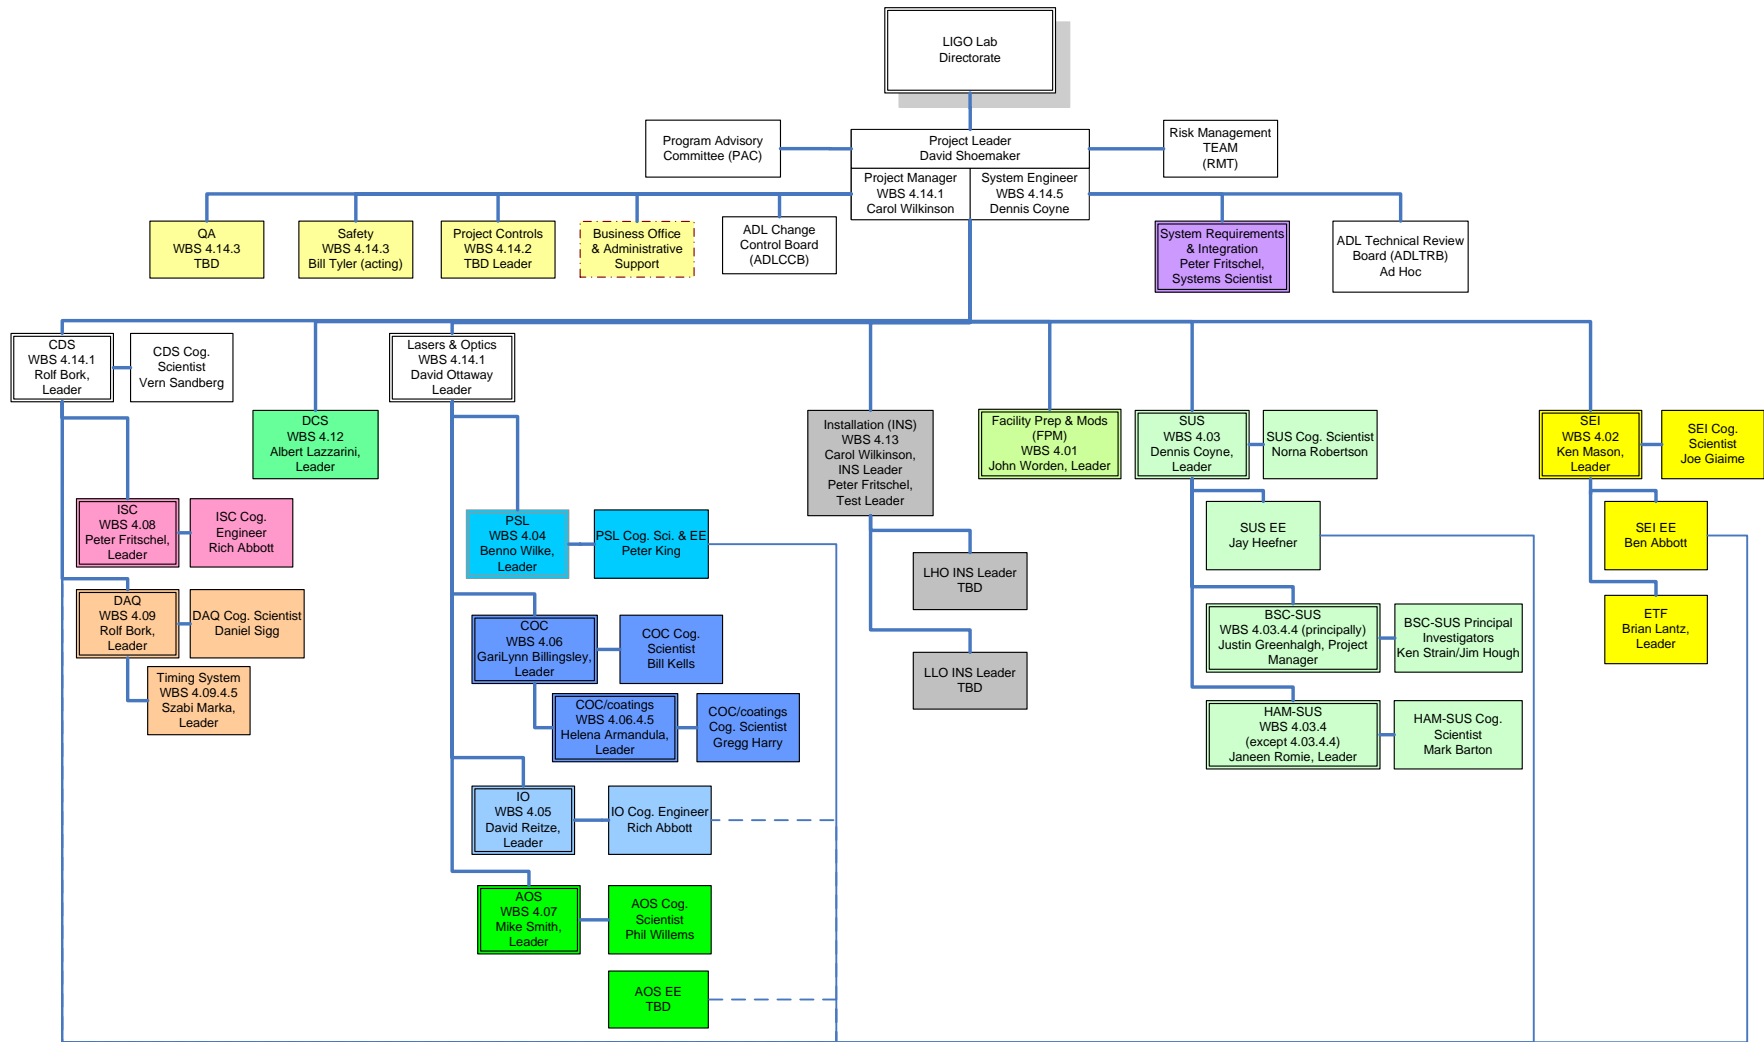 LIGO Lab
Directorate
Program Advisory
Committee (PAC)
Project Leader
David Shoemaker
Risk Management
TEAM
(RMT)
Project Manager
WBS 4.14.1
Carol Wilkinson
System Engineer
WBS 4.14.5
Dennis Coyne
QA
WBS 4.14.3
TBD
Safety
WBS 4.14.3
Bill Tyler (acting)
Project Controls
WBS 4.14.2
TBD Leader
Business Office
& Administrative
Support
ADL Change
Control Board
(ADLCCB)
System Requirements
& Integration
Peter Fritschel,
Systems Scientist
ADL Technical Review
Board (ADLTRB)
Ad Hoc
CDS
WBS 4.14.1
Rolf Bork,
Leader
CDS Cog.
Scientist
Vern Sandberg
Lasers & Optics
WBS 4.14.1
David Ottaway
Leader
DCS
WBS 4.12
Albert Lazzarini,
Leader
Installation (INS)
WBS 4.13
Carol Wilkinson,
INS Leader
Peter Fritschel,
Test Leader
Facility Prep & Mods
(FPM)
WBS 4.01
John Worden, Leader
SUS
WBS 4.03
Dennis Coyne,
Leader
SUS Cog. Scientist
Norna Robertson
SEI
WBS 4.02
Ken Mason,
Leader
SEI Cog.
Scientist
Joe Giaime
ISC
WBS 4.08
Peter Fritschel,
Leader
ISC Cog.
Engineer
Rich Abbott
PSL
WBS 4.04
Benno Wilke,
Leader
PSL Cog. Sci. & EE
Peter King
SUS EE
Jay Heefner
SEI EE
Ben Abbott
LHO INS Leader
TBD
DAQ
WBS 4.09
Rolf Bork,
Leader
DAQ Cog. Scientist
Daniel Sigg
COC
WBS 4.06
GariLynn Billingsley,
Leader
COC Cog.
Scientist
Bill Kells
BSC-SUS
WBS 4.03.4.4 (principally)
Justin Greenhalgh, Project
Manager
BSC-SUS Principal
Investigators
Ken Strain/Jim Hough
ETF
Brian Lantz,
Leader
LLO INS Leader
TBD
Timing System
WBS 4.09.4.5
Szabi Marka,
Leader
COC/coatings
WBS 4.06.4.5
Helena Armandula,
Leader
COC/coatings
Cog. Scientist
Gregg Harry
HAM-SUS
WBS 4.03.4
(except 4.03.4.4)
Janeen Romie, Leader
HAM-SUS Cog.
Scientist
Mark Barton
IO
WBS 4.05
David Reitze,
Leader
IO Cog. Engineer
Rich Abbott
AOS
WBS 4.07
Mike Smith,
Leader
AOS Cog.
Scientist
Phil Willems
AOS EE
TBD